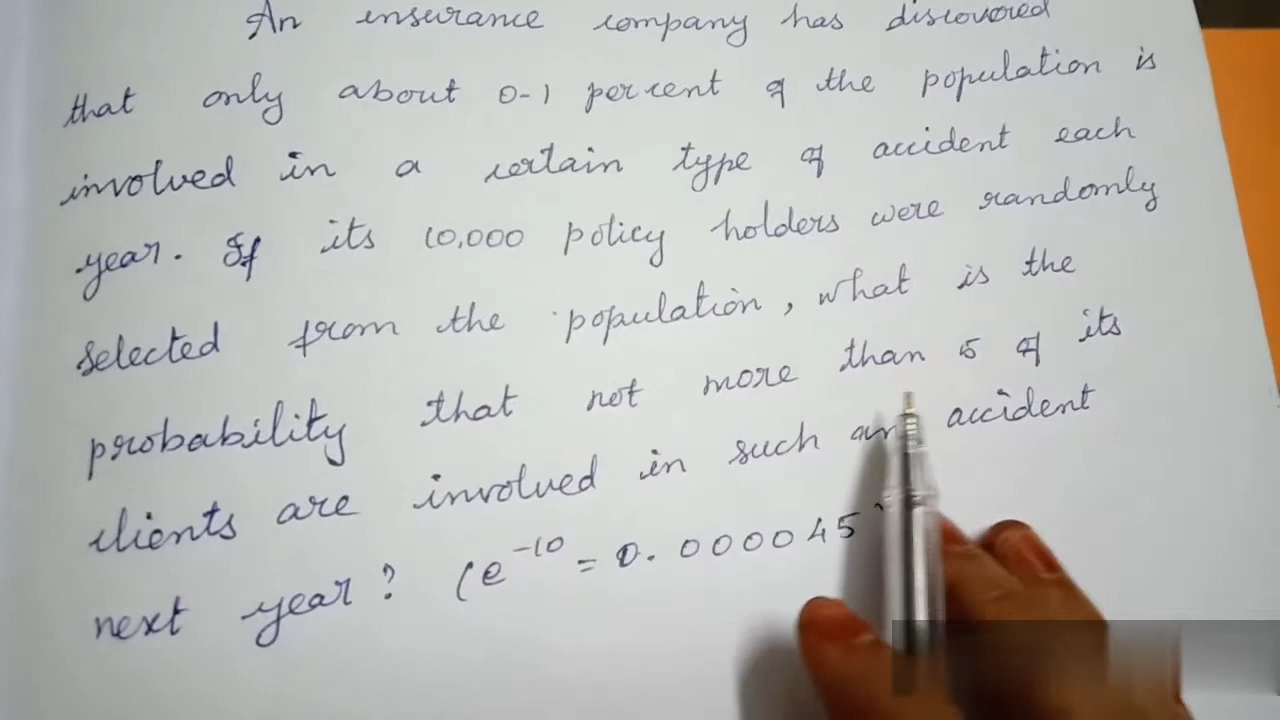 An insurance company has discovered
that only about 0.1 percent of the population is
involved in a certain type of accident each
year. If its 10,000 policy holders were randomly
selected from the population, what is the
probability that not more than 5 of its
clients are involved in such an accident
next year? (e^-10 = 0.000045